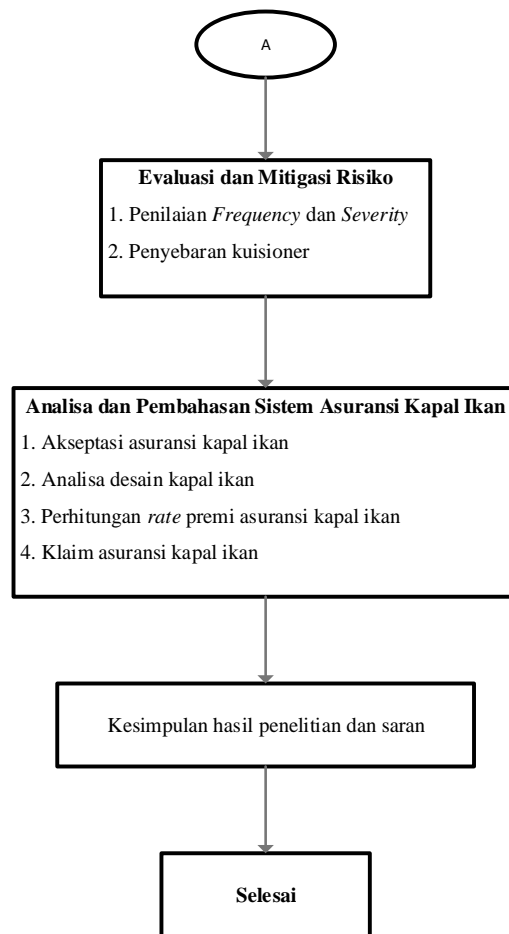 A
Evaluasi dan Mitigasi Risiko
1. Penilaian Frequency dan Severity
2. Penyebaran kuisioner
Analisa dan Pembahasan Sistem Asuransi Kapal Ikan
1. Akseptasi asuransi kapal ikan
2. Analisa desain kapal ikan
3. Perhitungan rate premi asuransi kapal ikan
4. Klaim asuransi kapal ikan
Kesimpulan hasil penelitian dan saran
Selesai